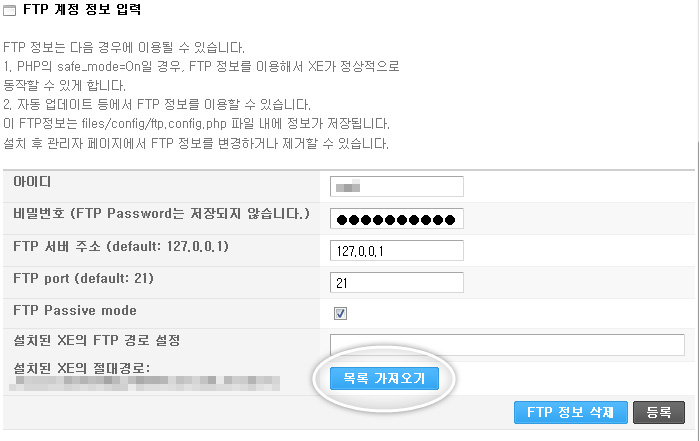 FTP 계정 정보 입력
FTP 정보는 다음 경우에 이용될 수 있습니다.
1. PHP의 safe_mode=On일 경우, FTP 정보를 이용해서 XE가 정상적으로
동작할 수 있게 합니다.
2. 자동 업데이트 등에서 FTP 정보를 이용할 수 있습니다.
이 FTP정보는 files/config/ftp.config.php 파일 내에 정보가 저장됩니다.
설치 후 관리자 페이지에서 FTP 정보를 변경하거나 제거할 수 있습니다.
아이디
비밀번호 (FTP Password는 저장되지 않습니다.) ●●●●●●●●●●
FTP 서버 주소 (default: 127.0.0.1) 127.0.0.1
FTP port (default: 21) 21
FTP Passive mode
설치된 XE의 FTP 경로 설정
설치된 XE의 절대경로:
목록 가져오기
FTP 정보 삭제 등록